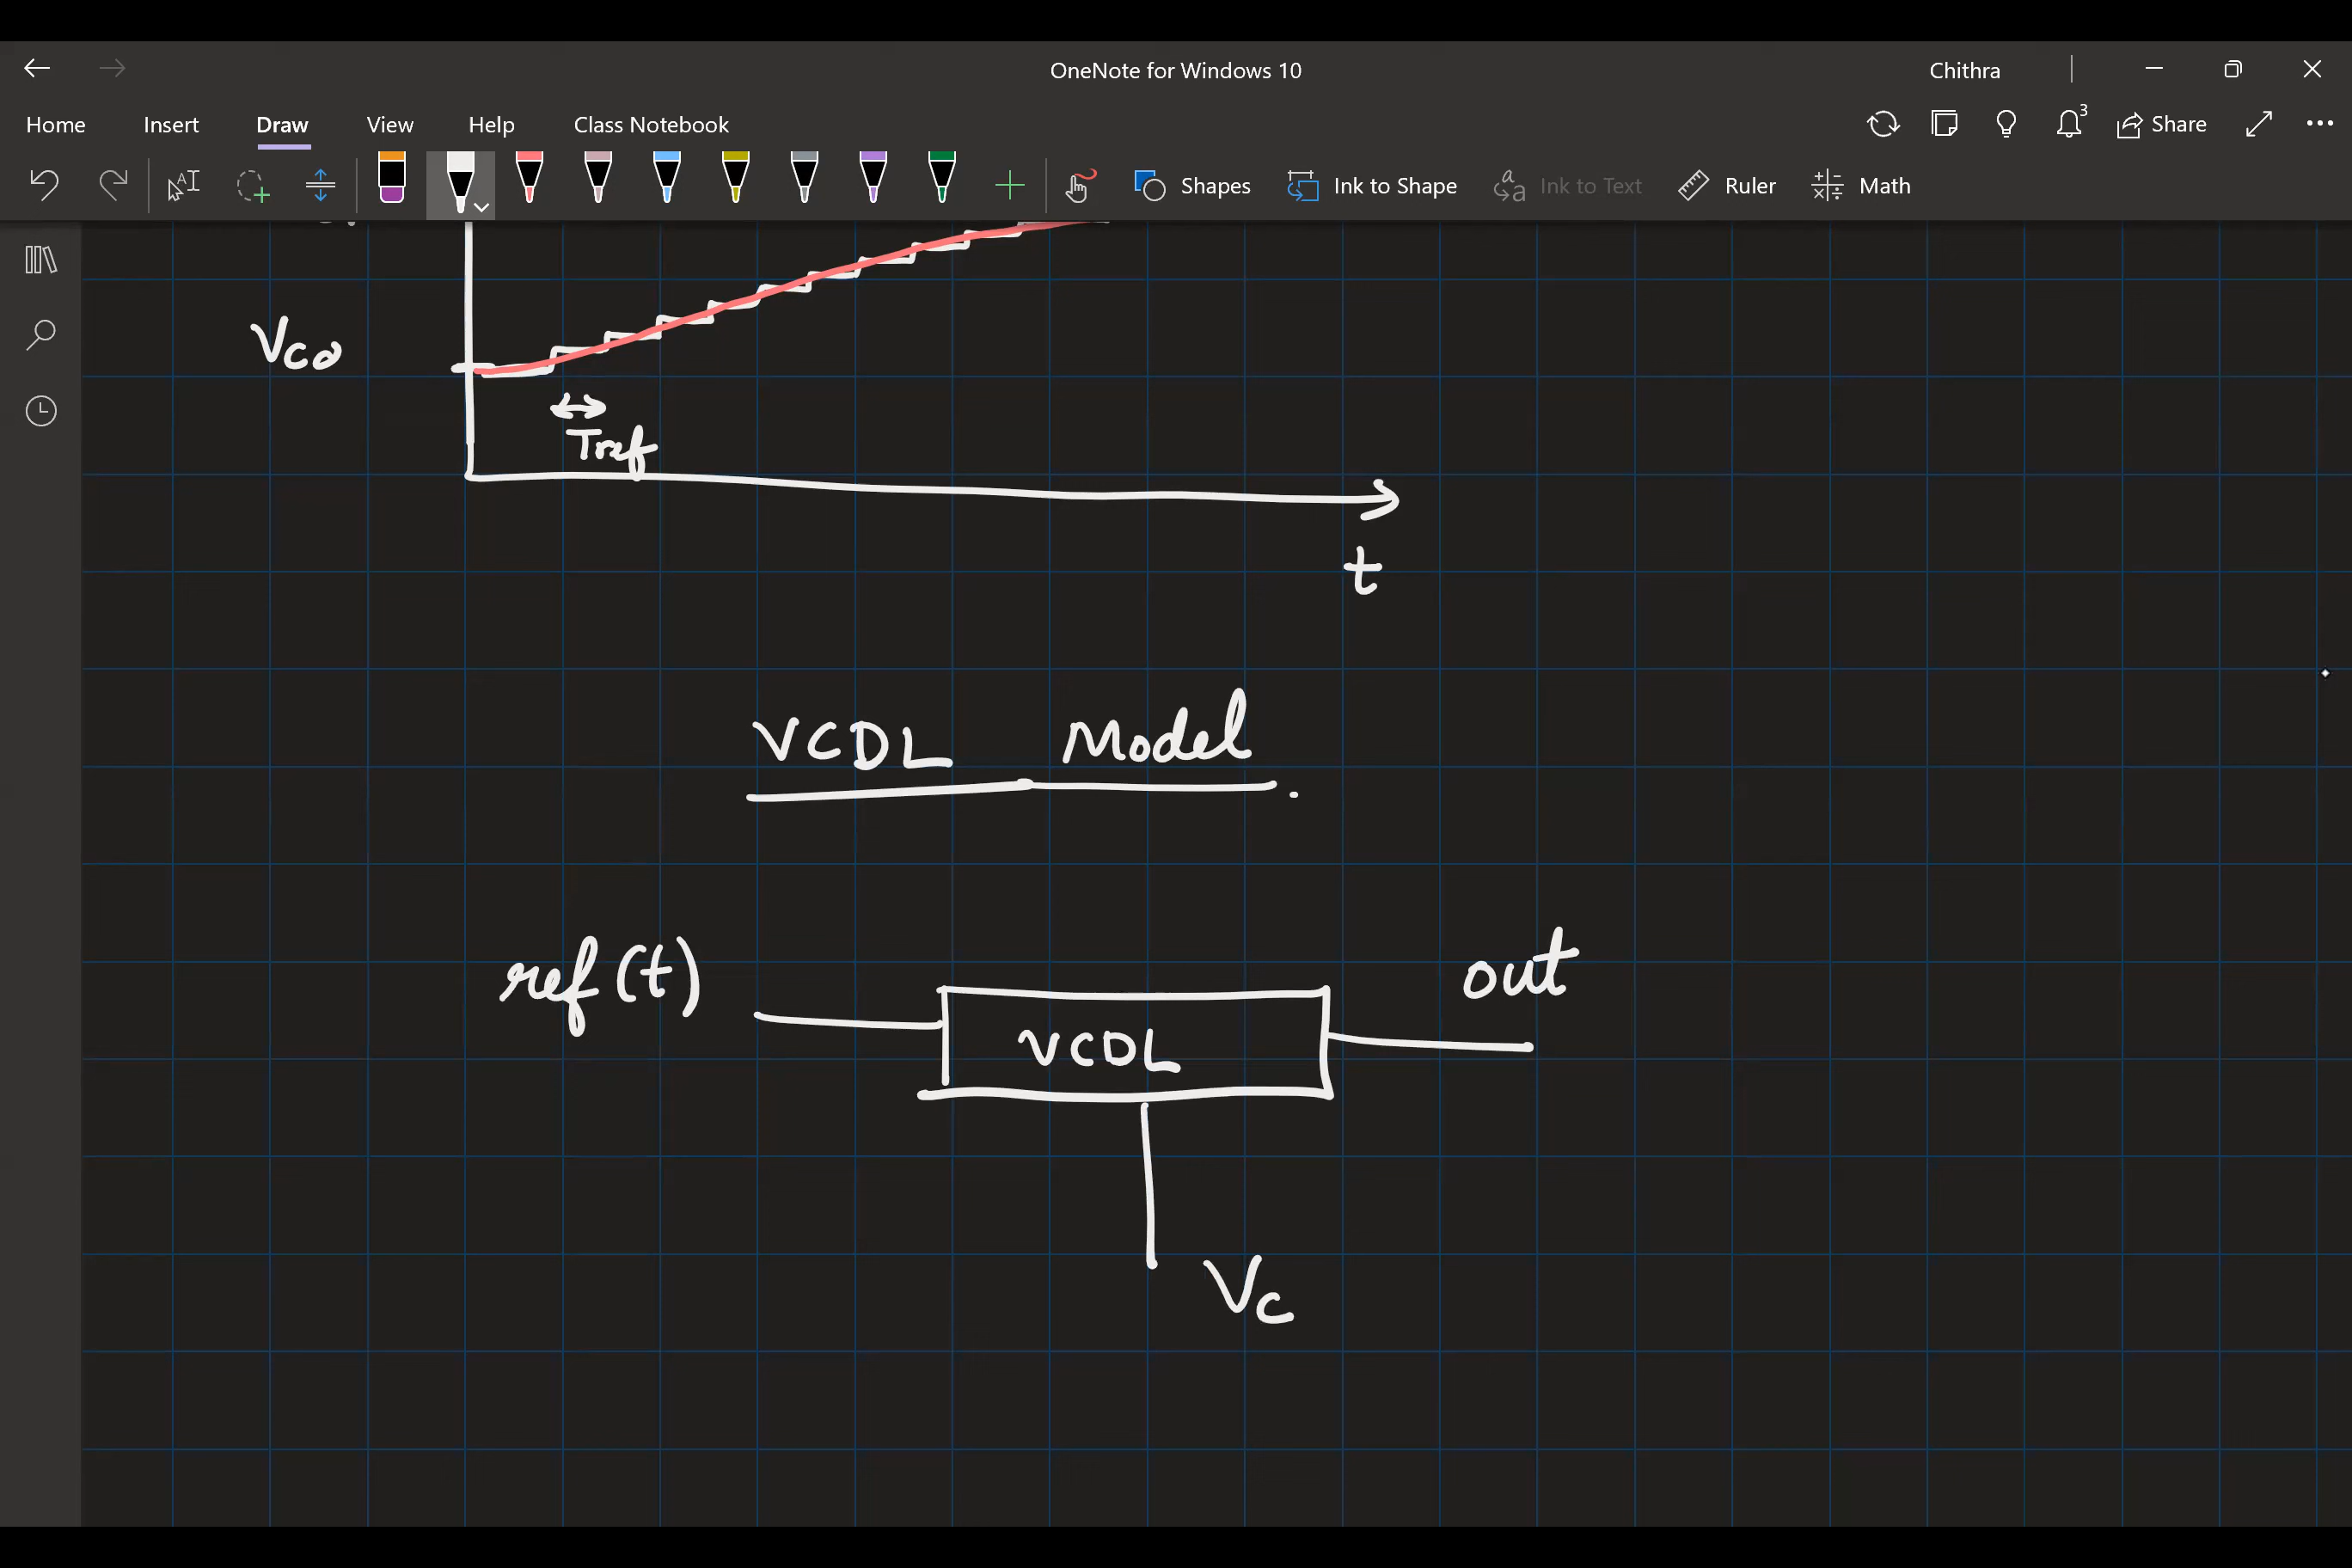 OneNote for Windows 10 Chithra
Home Insert Draw View Help Class Notebook 3 Share
Shapes Ink to Shape Ink to Text Ruler Math
Vco
Tref
t
VCDL Model.
ref(t) out
VCDL
Vc